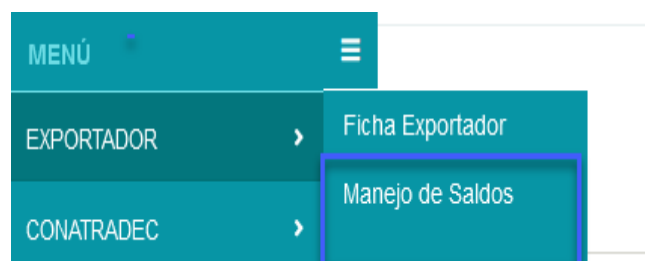 MENÚ
EXPORTADOR
Ficha Exportador
Manejo de Saldos
CONATRADEC